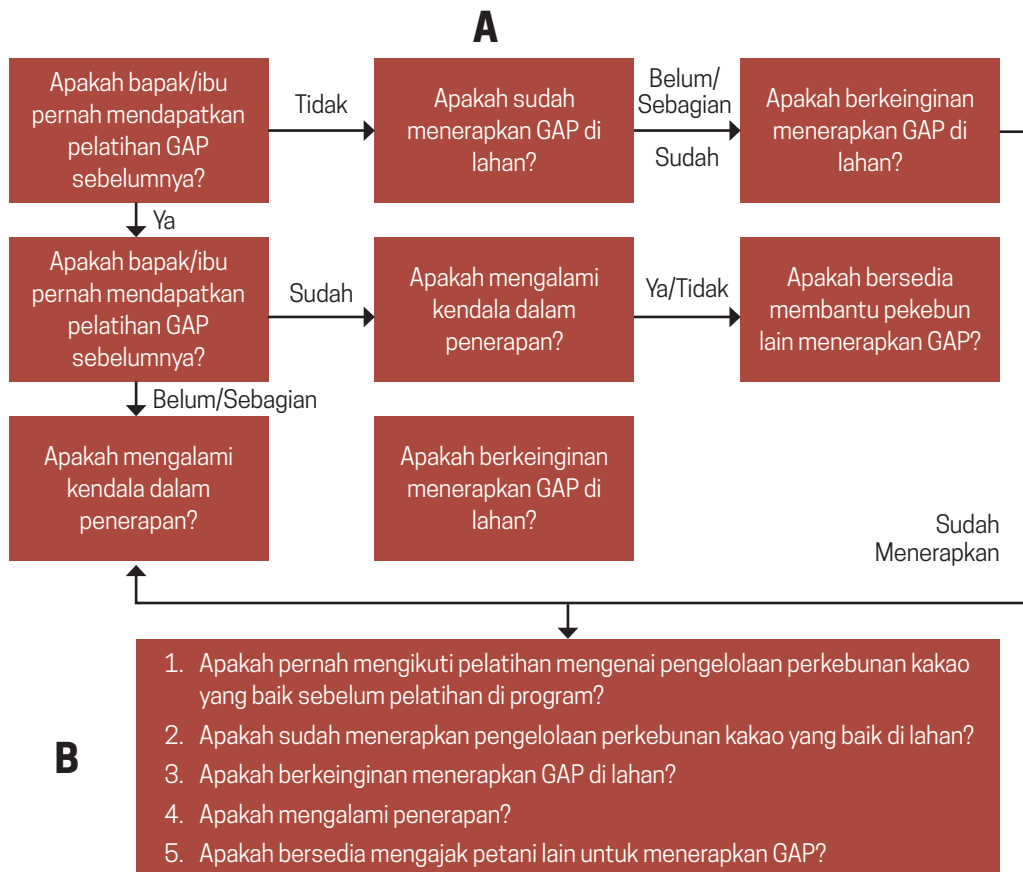 A
Apakah bapak/ibu
pernah mendapatkan
pelatihan GAP
sebelumnya?
Tidak
Apakah sudah
menerapkan GAP di
lahan?
Belum/
Sebagian
Sudah
Apakah berkeinginan
menerapkan GAP di
lahan?
Ya
Apakah bapak/ibu
pernah mendapatkan
pelatihan GAP
sebelumnya?
Sudah
Apakah mengalami
kendala dalam
penerapan?
Ya/Tidak
Apakah bersedia
membantu pekebun
lain menerapkan GAP?
Belum/Sebagian
Apakah mengalami
kendala dalam
penerapan?
Apakah berkeinginan
menerapkan GAP di
lahan?
Sudah
Menerapkan
B
1. Apakah pernah mengikuti pelatihan mengenai pengelolaan perkebunan kakao
yang baik sebelum pelatihan di program?
2. Apakah sudah menerapkan pengelolaan perkebunan kakao yang baik di lahan?
3. Apakah berkeinginan menerapkan GAP di lahan?
4. Apakah mengalami penerapan?
5. Apakah bersedia mengajak petani lain untuk menerapkan GAP?